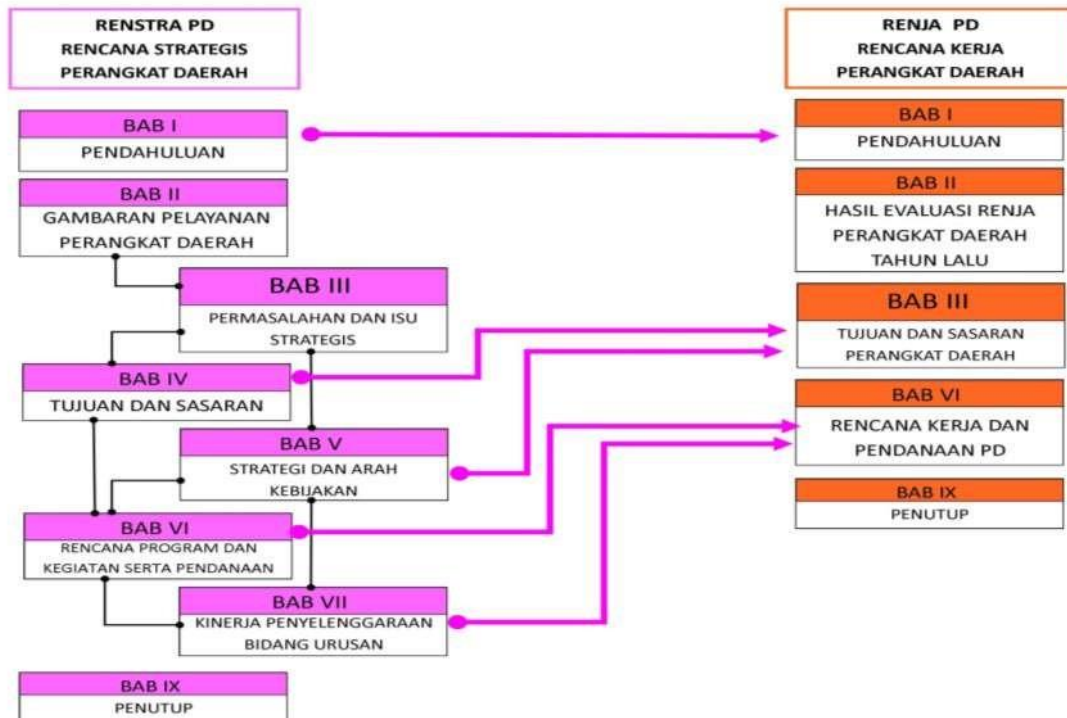 RENSTRA PD
RENCANA STRATEGIS
PERANGKAT DAERAH
BAB I
PENDAHULUAN
BAB II
GAMBARAN PELAYANAN
PERANGKAT DAERAH
BAB III
PERMASALAHAN DAN ISU
STRATEGIS
BAB IV
TUJUAN DAN SASARAN
BAB V
STRATEGI DAN ARAH
KEBIJAKAN
BAB VI
RENCANA PROGRAM DAN
KEGIATAN SERTA PENDANAAN
BAB VII
KINERJA PENYELENGGARAAN
BIDANG URUSAN
BAB IX
PENUTUP
RENJA PD
RENCANA KERJA
PERANGKAT DAERAH
BAB I
PENDAHULUAN
BAB II
HASIL EVALUASI RENJA
PERANGKAT DAERAH
TAHUN LALU
BAB III
TUJUAN DAN SASARAN
PERANGKAT DAERAH
BAB VI
RENCANA KERJA DAN
PENDANAAN PD
BAB IX
PENUTUP